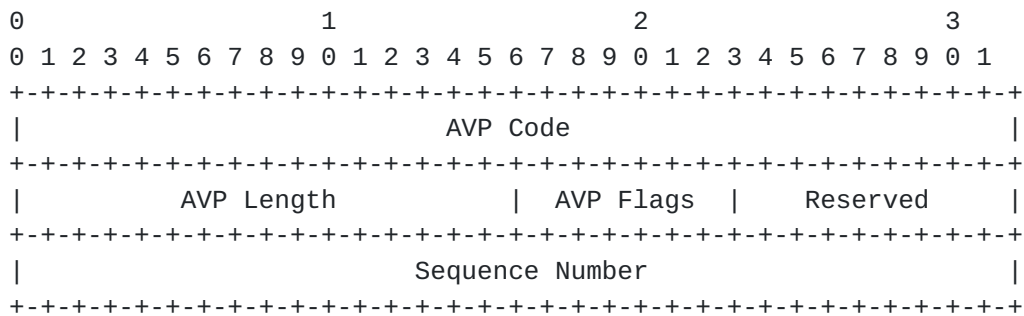 0                   1                   2                   3
0 1 2 3 4 5 6 7 8 9 0 1 2 3 4 5 6 7 8 9 0 1 2 3 4 5 6 7 8 9 0 1
+-+-+-+-+-+-+-+-+-+-+-+-+-+-+-+-+-+-+-+-+-+-+-+-+-+-+-+-+-+-+-+-+
|                           AVP Code                            |
+-+-+-+-+-+-+-+-+-+-+-+-+-+-+-+-+-+-+-+-+-+-+-+-+-+-+-+-+-+-+-+-+
|          AVP Length           |  AVP Flags  |    Reserved     |
+-+-+-+-+-+-+-+-+-+-+-+-+-+-+-+-+-+-+-+-+-+-+-+-+-+-+-+-+-+-+-+-+
|                         Sequence Number                       |
+-+-+-+-+-+-+-+-+-+-+-+-+-+-+-+-+-+-+-+-+-+-+-+-+-+-+-+-+-+-+-+-+